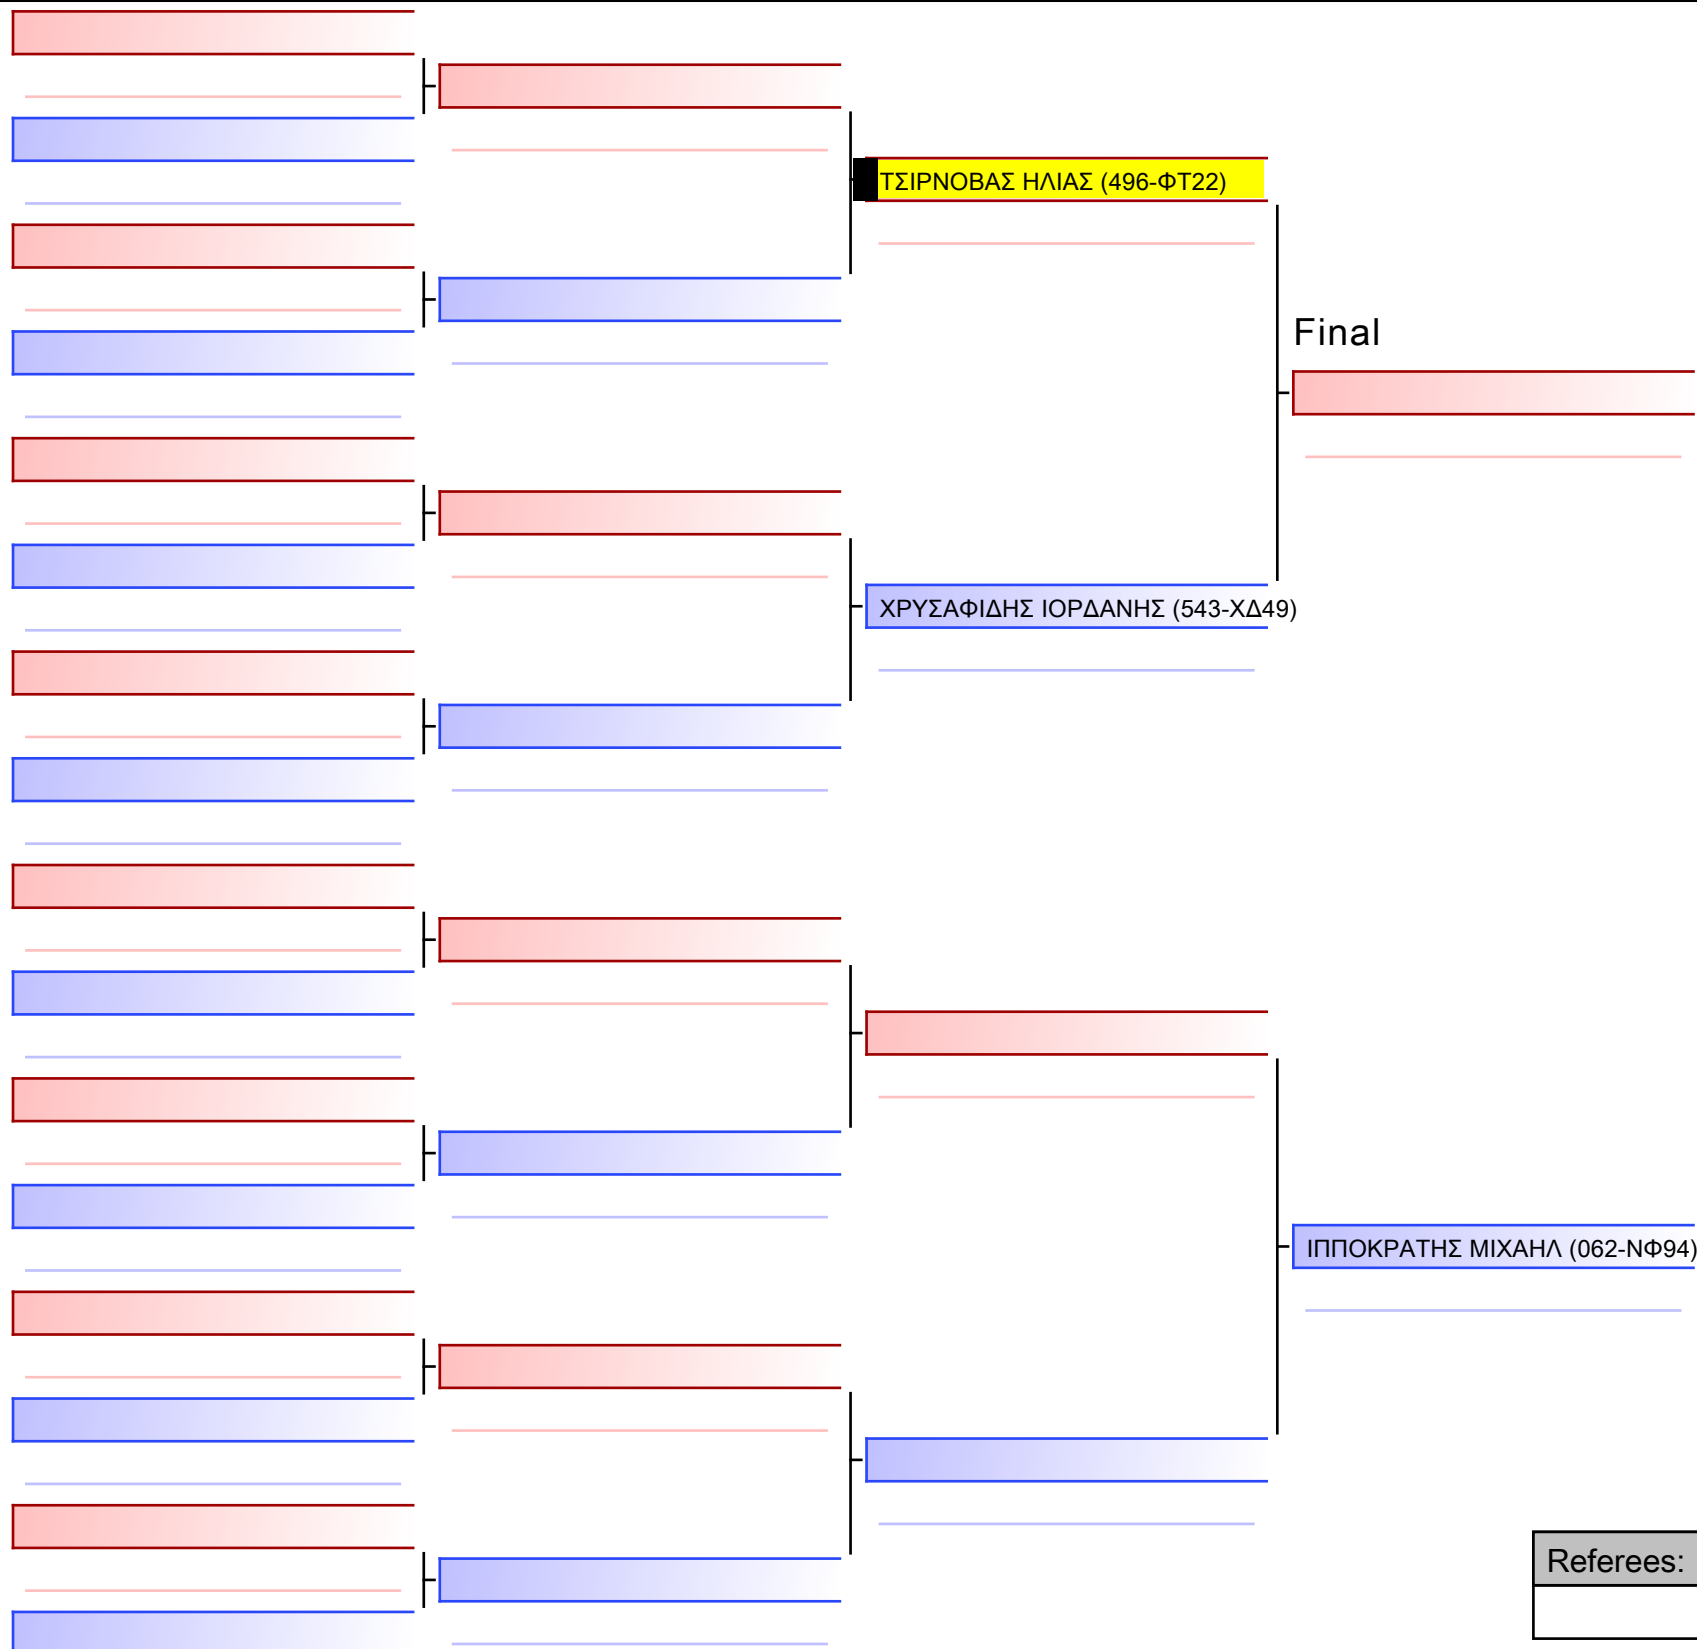 ΤΣΙΡΝΟΒΑΣ ΗΛΙΑΣ (496-ΦΤ22)
Final
ΧΡΥΣΑΦΙΔΗΣ ΙΟΡΔΑΝΗΣ (543-ΧΔ49)
ΙΠΠΟΚΡΑΤΗΣ ΜΙΧΑΗΛ (062-ΝΦ94)
Referees: